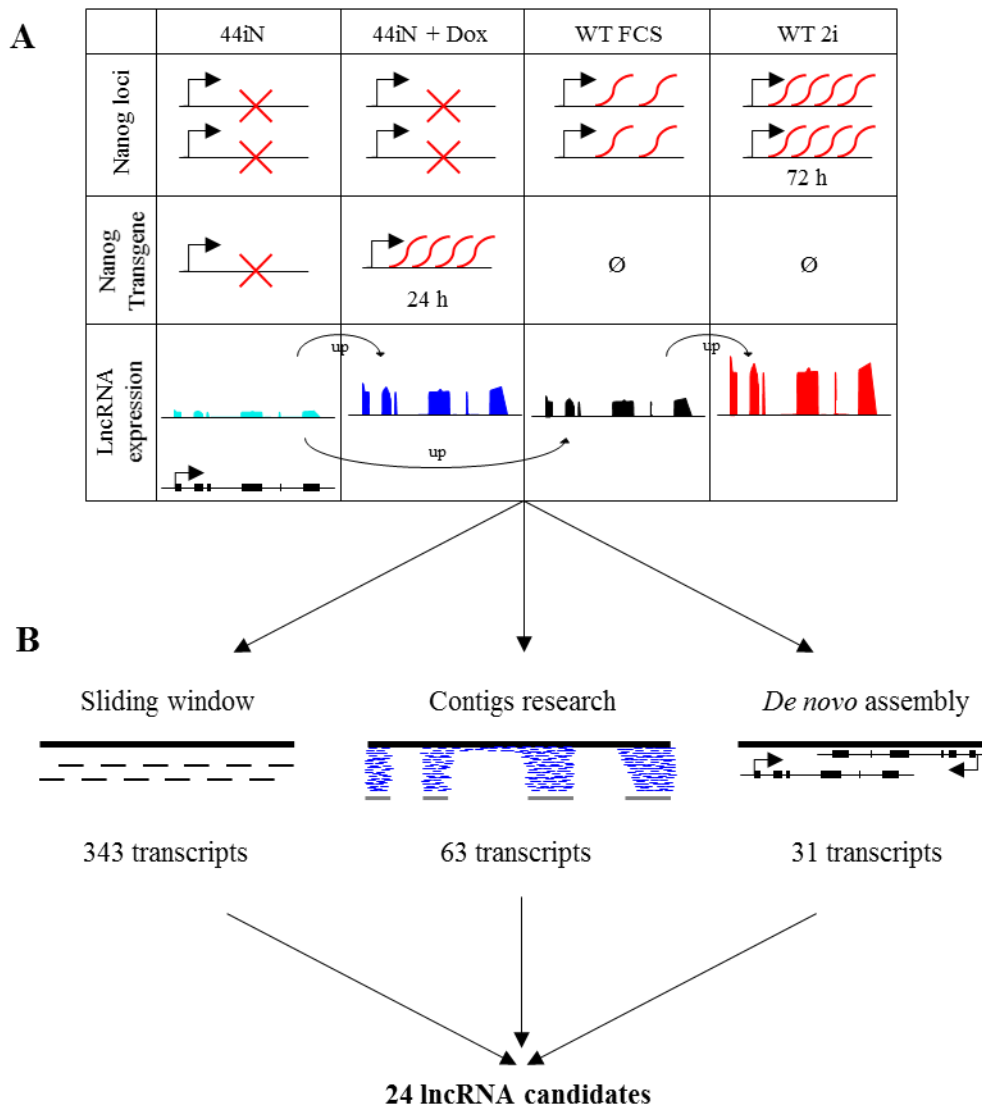 A
44iN
44iN + Dox
WT FCS
WT 2i
Nanog loci
72 h
Nanog
Transgene
24 h
Ø
Ø
LncRNA
expression
up
up
up
B
Sliding window
Contigs research
De novo assembly
343 transcripts
63 transcripts
31 transcripts
24 lncRNA candidates